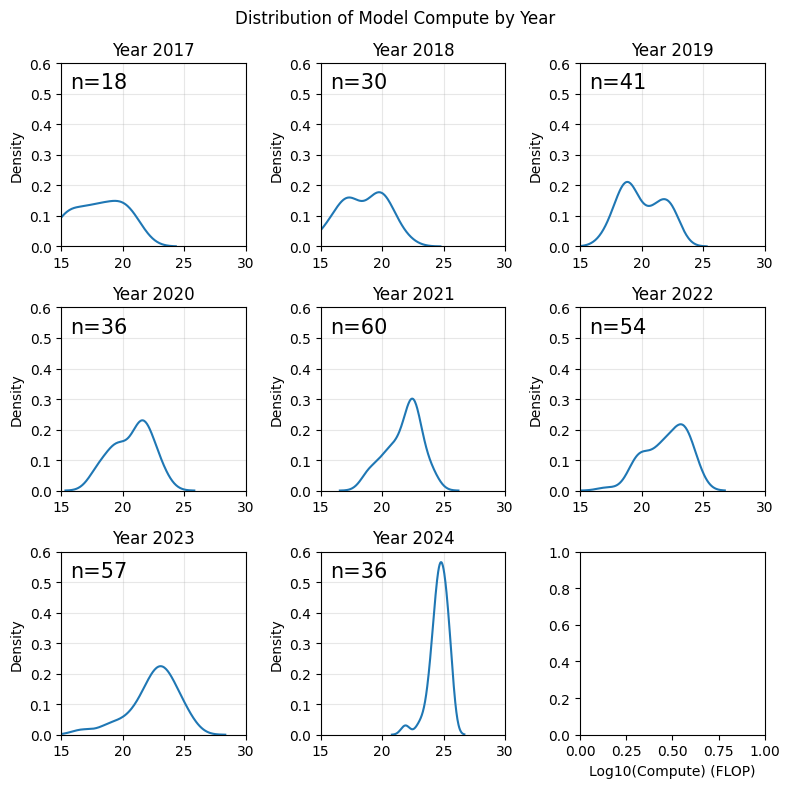 Distribution of Model Compute by Year
Year 2017
n=18
Density
0.6
0.5
0.4
0.3
0.2
0.1
0.0
15 20 25 30
Year 2018
n=30
Density
0.6
0.5
0.4
0.3
0.2
0.1
0.0
15 20 25 30
Year 2019
n=41
Density
0.6
0.5
0.4
0.3
0.2
0.1
0.0
15 20 25 30
Year 2020
n=36
Density
0.6
0.5
0.4
0.3
0.2
0.1
0.0
15 20 25 30
Year 2021
n=60
Density
0.6
0.5
0.4
0.3
0.2
0.1
0.0
15 20 25 30
Year 2022
n=54
Density
0.6
0.5
0.4
0.3
0.2
0.1
0.0
15 20 25 30
Year 2023
n=57
Density
0.6
0.5
0.4
0.3
0.2
0.1
0.0
15 20 25 30
Year 2024
n=36
Density
0.6
0.5
0.4
0.3
0.2
0.1
0.0
15 20 25 30
1.0
0.8
0.6
0.4
0.2
0.0
0.00 0.25 0.50 0.75 1.00
Log10(Compute) (FLOP)